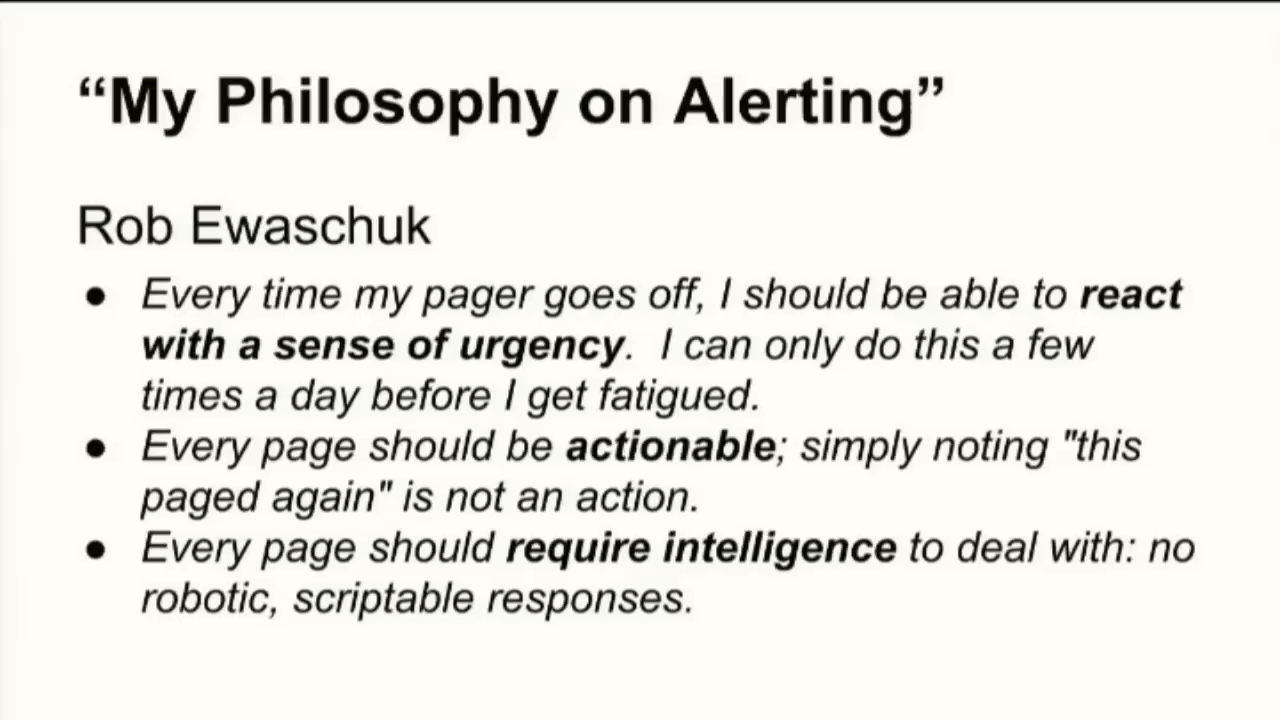 “My Philosophy on Alerting”
Rob Ewaschuk
● Every time my pager goes off, I should be able to react
with a sense of urgency.  I can only do this a few
times a day before I get fatigued.
● Every page should be actionable; simply noting "this
paged again" is not an action.
● Every page should require intelligence to deal with: no
robotic, scriptable responses.